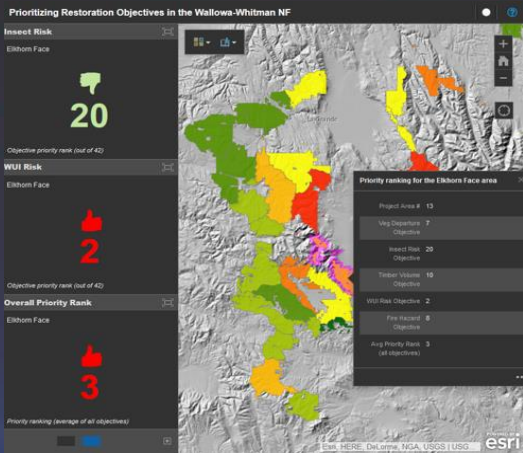 Prioritizing Restoration Objectives in the Wallowa-Whitman NF
Insect Risk
Elkhorn Face
20
Objective priority rank (out of 42)
WUI Risk
Elkhorn Face
2
Objective priority rank (out of 42)
Overall Priority Rank
Elkhorn Face
3
Priority ranking (average of all objectives)
Priority ranking for the Elkhorn Face area
Project Area # 13
Veg Departure 7
Objective
Insect Risk 20
Objective
Timber Volume 10
Objective
WUI Risk Objective 2
Fire Hazard 8
Objective
Avg Priority Rank 3
(all objectives)
Esri, HERE, DeLorme, NGA, USGS | USG
POWERED BY
esri